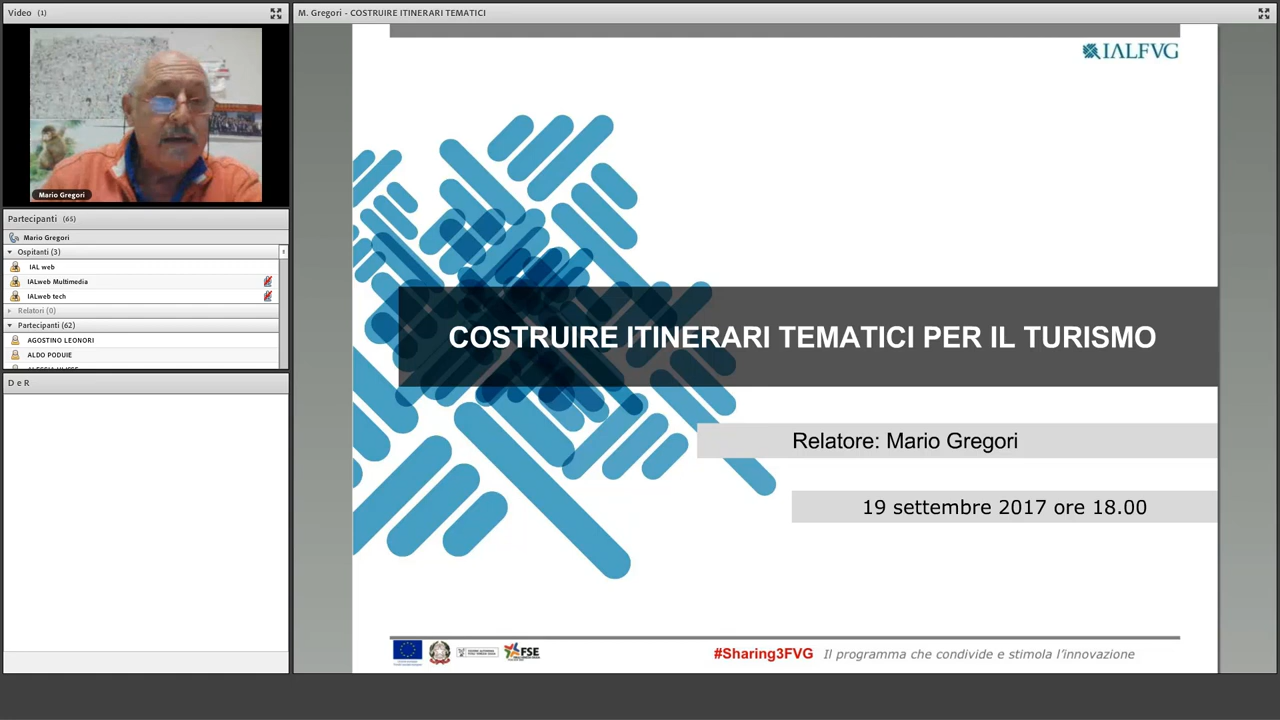 Video (1)
M. Gregori - COSTRUIRE ITINERARI TEMATICI
IALFVG
Mario Gregori
Partecipanti (65)
Mario Gregori
Ospitanti (3)
IAL web
IALweb Multimedia
IALweb tech
Relatori (0)
Partecipanti (62)
AGOSTINO LEONORI
ALDO PODUIE
D e R
COSTRUIRE ITINERARI TEMATICI PER IL TURISMO
Relatore: Mario Gregori
19 settembre 2017 ore 18.00
FSE
#Sharing3FVG Il programma che condivide e stimola l'innovazione